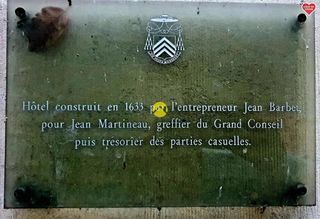 Hôtel construit en 1633 par l'entrepreneur Jean Barbet,
pour Jean Martineau, greffier du Grand Conseil
puis tresorier des parties casuelles.